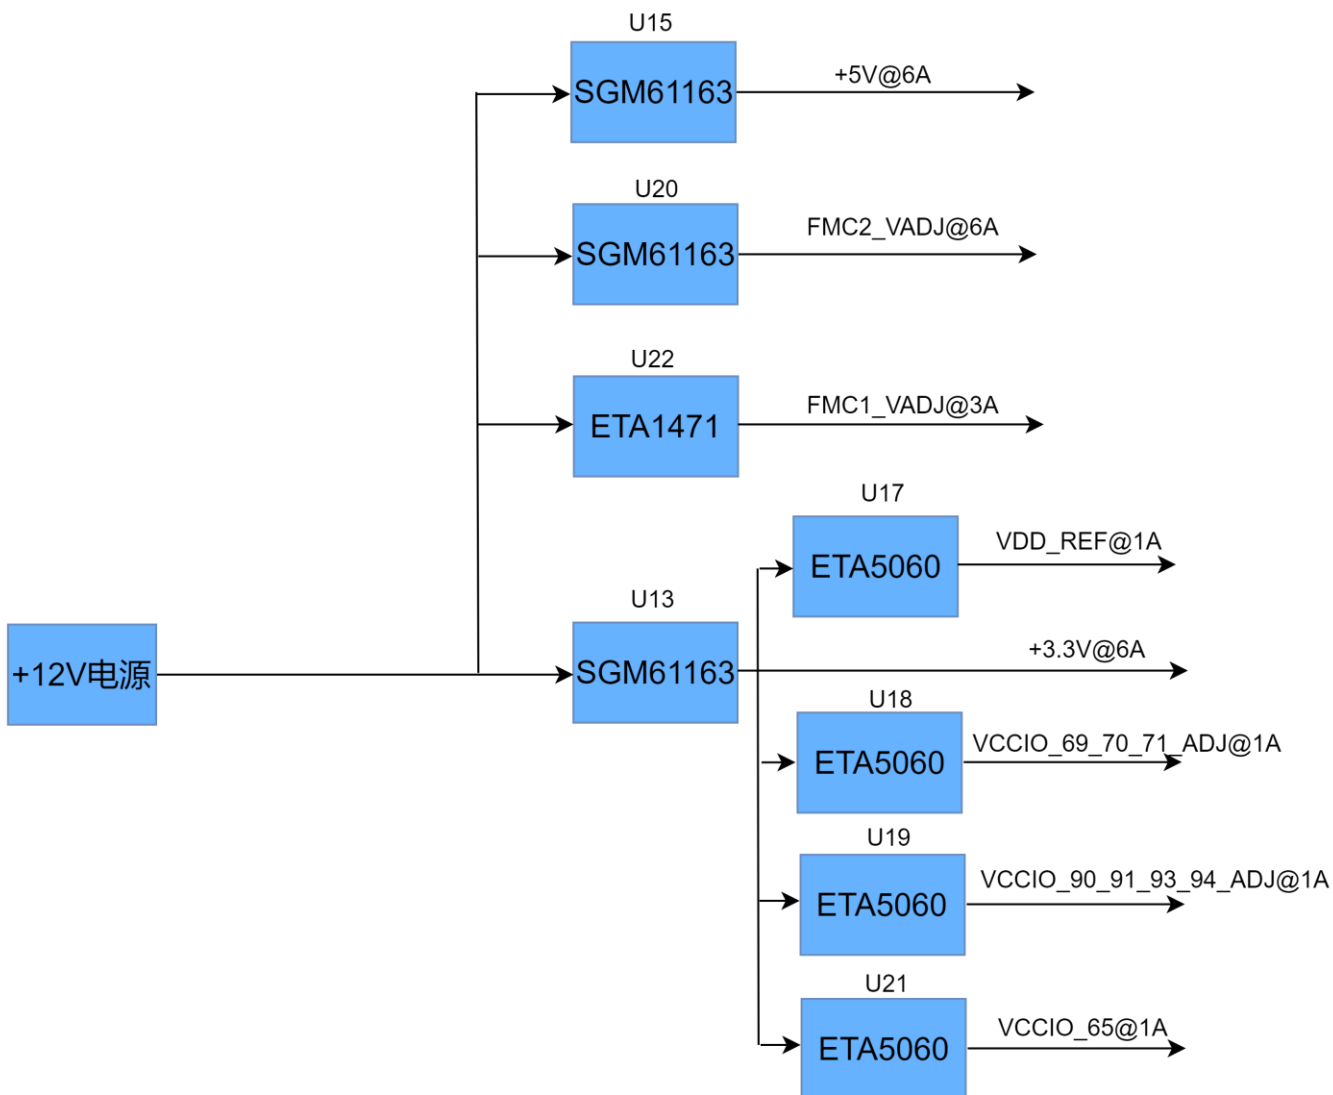 U15
SGM61163
+5V@6A
U20
SGM61163
FMC2_VADJ@6A
U22
ETA1471
FMC1_VADJ@3A
U17
ETA5060
VDD_REF@1A
U13
+12V电源
SGM61163
+3.3V@6A
U18
ETA5060
VCCIO_69_70_71_ADJ@1A
U19
ETA5060
VCCIO_90_91_93_94_ADJ@1A
U21
ETA5060
VCCIO_65@1A